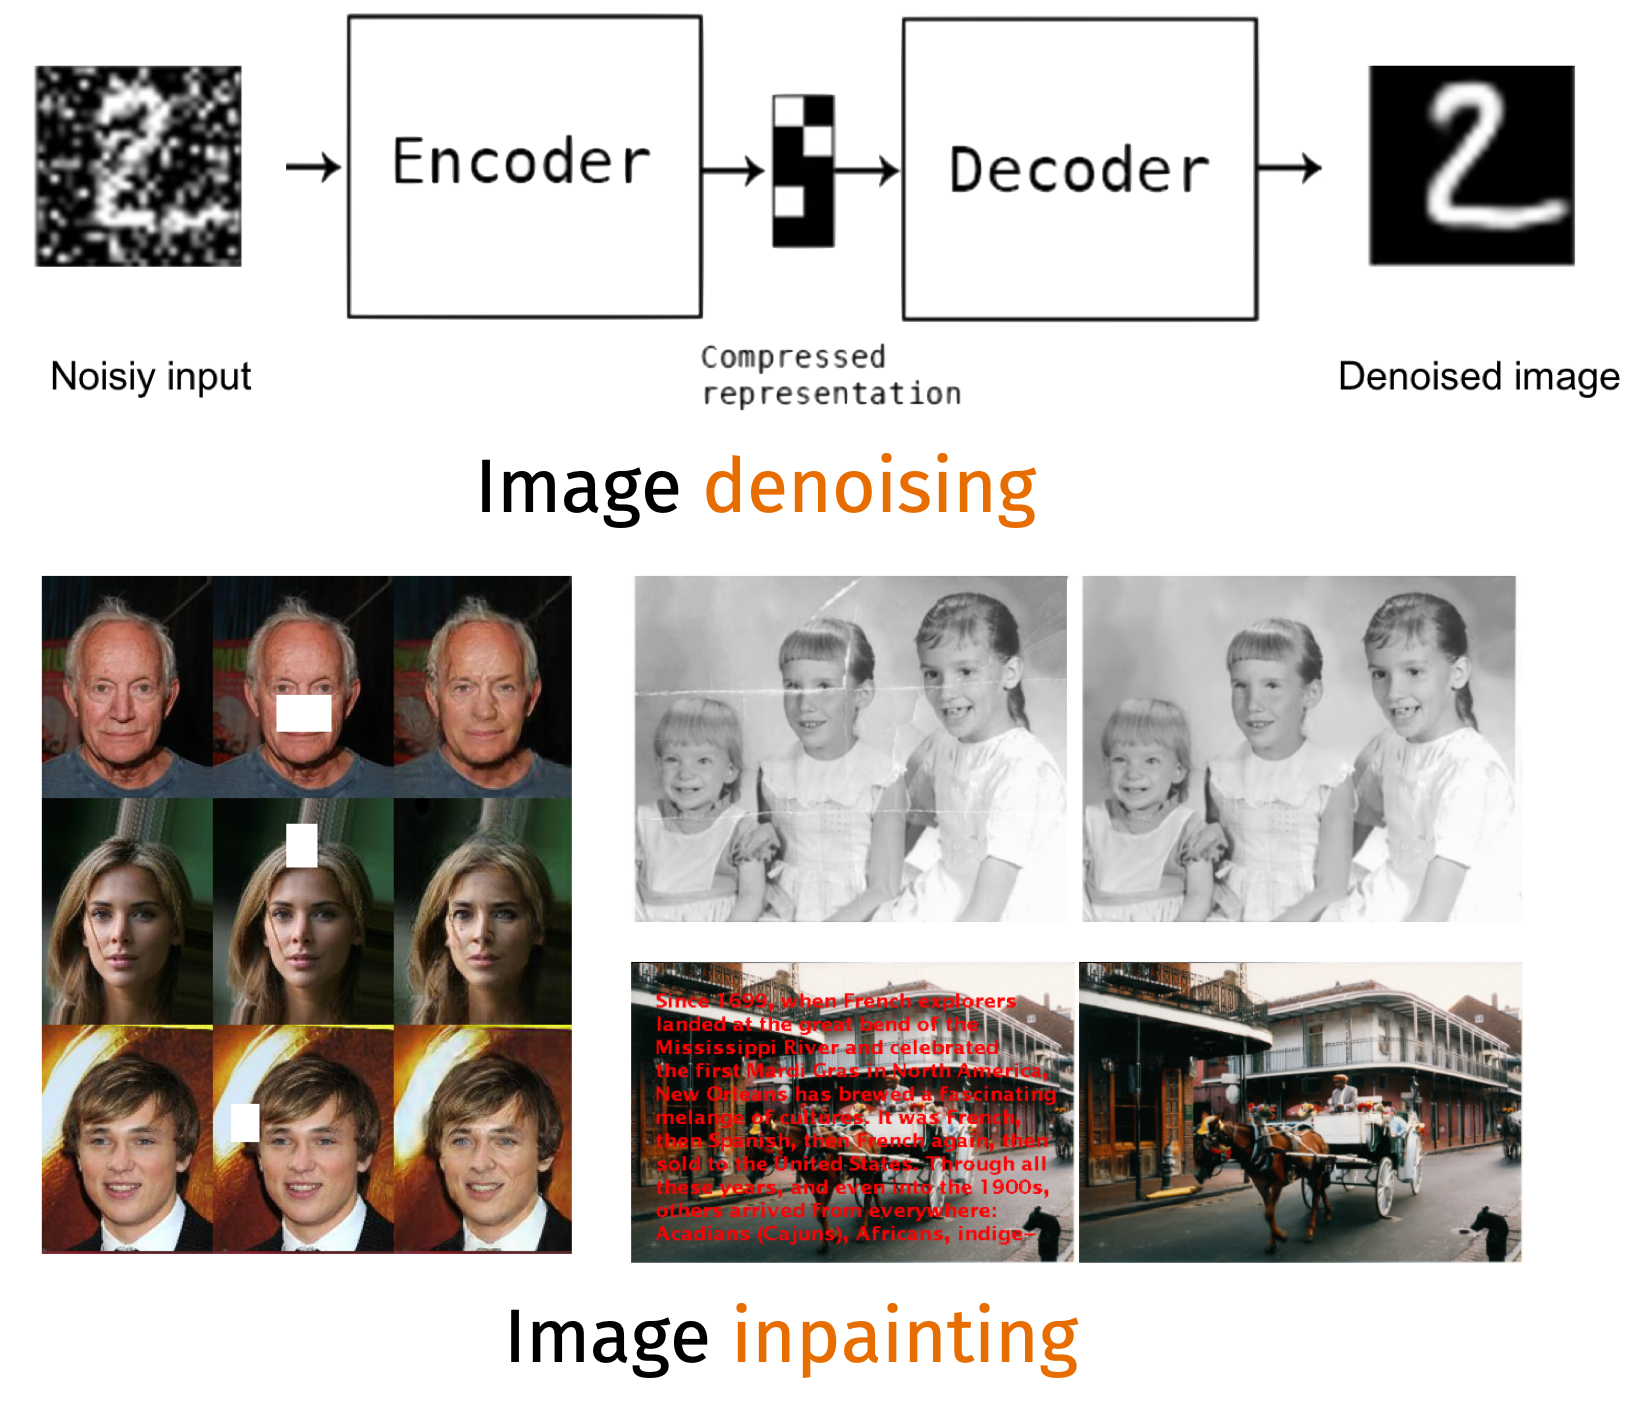 Encoder
Decoder
Noisiy input
Compressed
representation
Denoised image
Image denoising
Since 1699, when French explorers
landed at the great bend of the
Mississippi River and celebrated
the first Mardi Gras in North America,
New Orleans has brewed a fascinating
melange of cultures. It was French,
then Spanish, then French again, then
sold to the United States. Through all
these years, and even into the 1900s,
others arrived from everywhere:
Acadians (Cajuns), Africans, indige-
Image inpainting